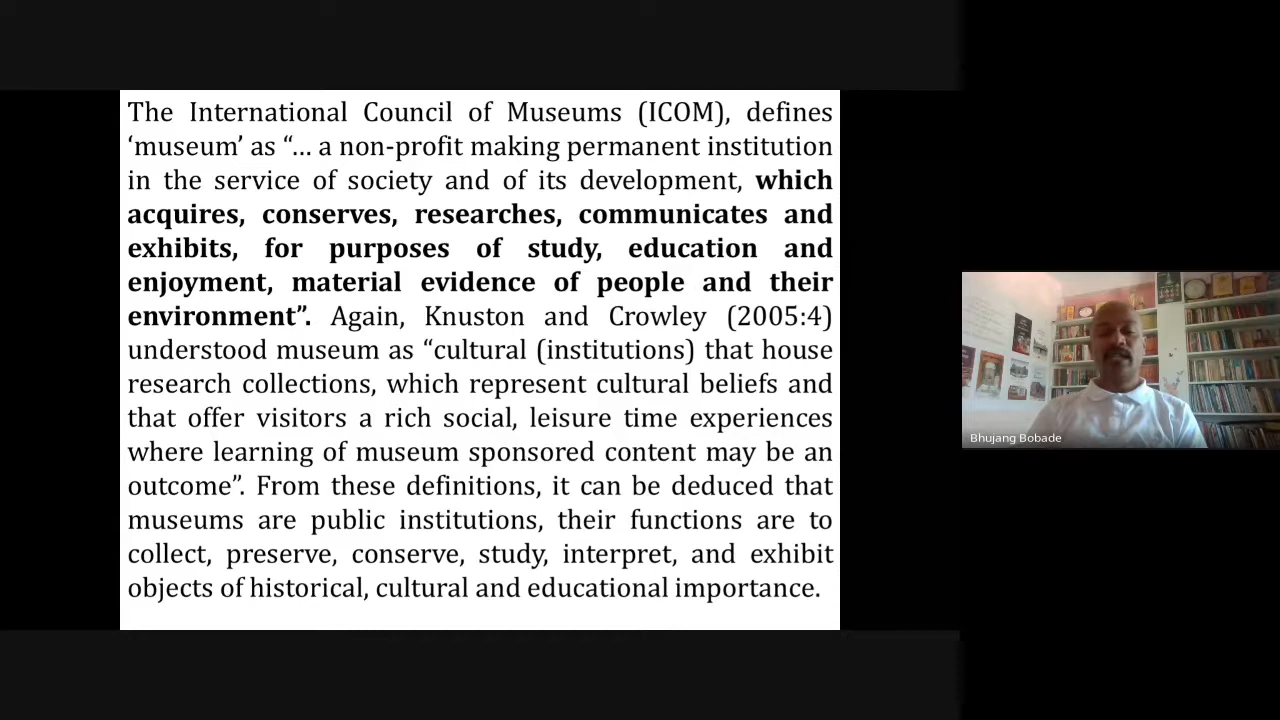 The International Council of Museums (ICOM), defines
‘museum’ as “… a non-profit making permanent institution
in the service of society and of its development, which
acquires, conserves, researches, communicates and
exhibits, for purposes of study, education and
enjoyment, material evidence of people and their
environment”. Again, Knuston and Crowley (2005:4)
understood museum as “cultural (institutions) that house
research collections, which represent cultural beliefs and
that offer visitors a rich social, leisure time experiences
where learning of museum sponsored content may be an
outcome”. From these definitions, it can be deduced that
museums are public institutions, their functions are to
collect, preserve, conserve, study, interpret, and exhibit
objects of historical, cultural and educational importance.
Bhujang Bobade